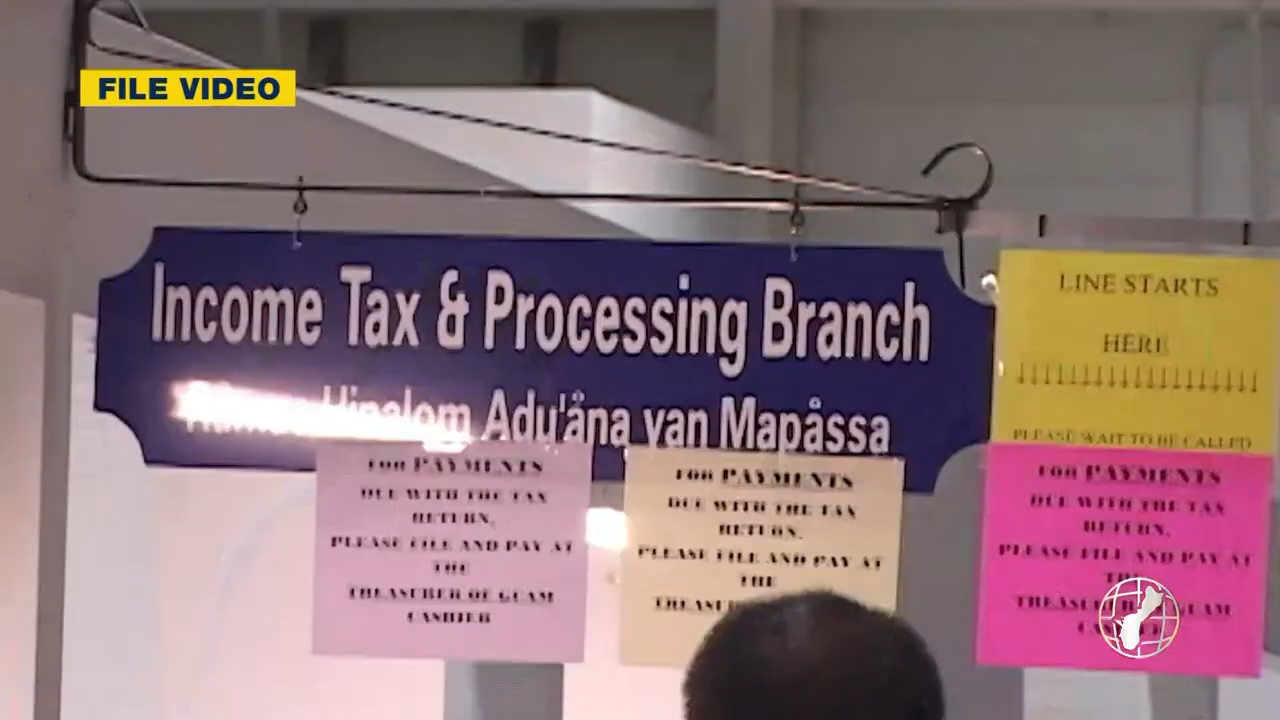 FILE VIDEO
Income Tax & Processing Branch
Hinalom Adu'åna yan Mapåssa
LINE STARTS
HERE
PLEASE WAIT TO BE CALLED
FOR PAYMENTS
DUE WITH THE TAX
RETURN,
PLEASE FILE AND PAY AT
THE
TREASURER OF GUAM
CASHIER
FOR PAYMENTS
DUE WITH THE TAX
RETURN,
PLEASE FILE AND PAY AT
THE
FOR PAYMENTS
DUE WITH THE TAX
RETURN,
PLEASE FILE AND PAY AT
THE
GUAM